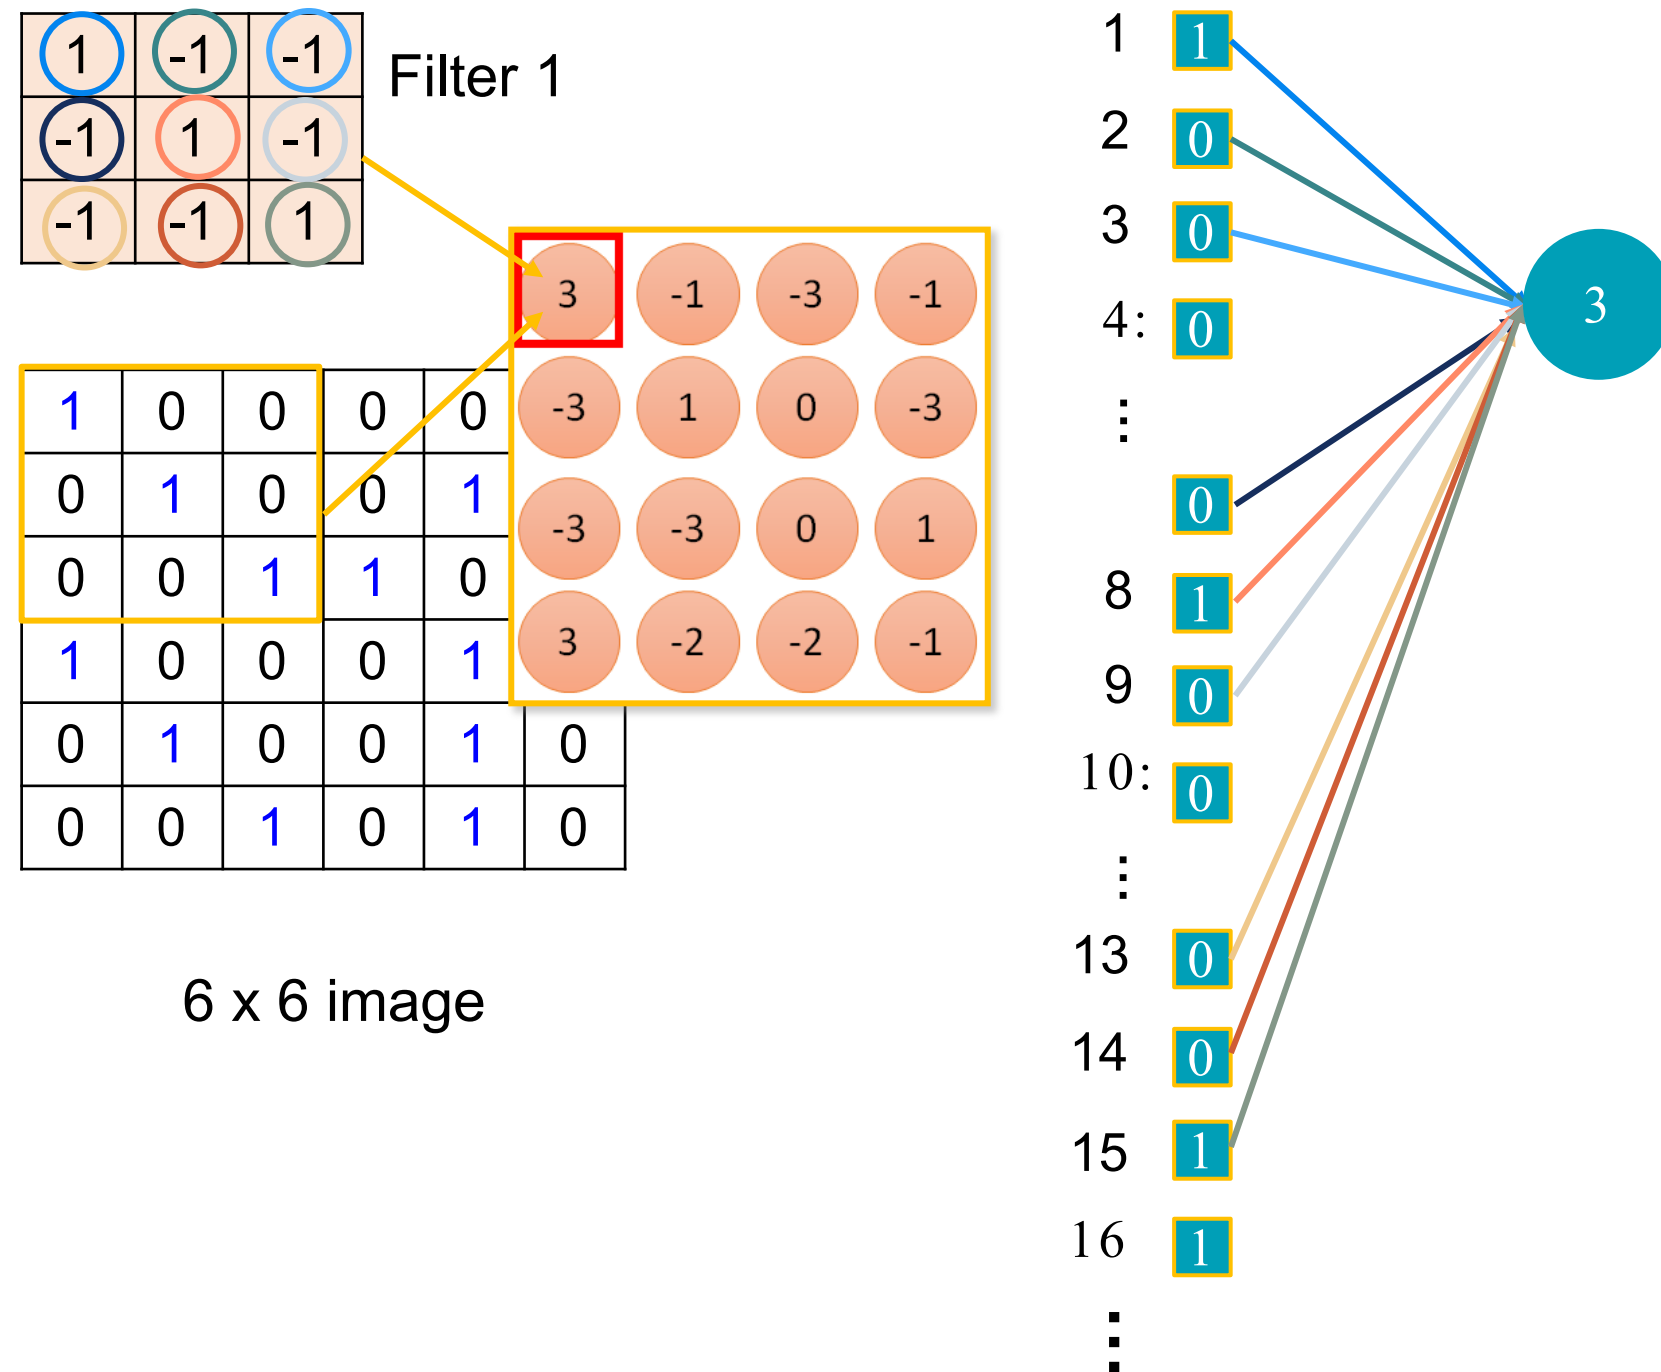 1 -1 -1
-1 1 -1
-1 -1 1
Filter 1
3 -1 -3 -1
-3 1 0 -3
-3 -3 0 1
3 -2 -2 -1
1 0 0 0 0
0 1 0 0 1
0 0 1 1 0
1 0 0 0 1
0 1 0 0 1 0
0 0 1 0 1 0
6 x 6 image
1 1
2 0
3 0
4: 0
⋮
0
8 1
9 0
10: 0
⋮
13 0
14 0
15 1
16 1
⋮
3